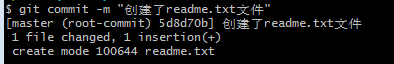 $ git commit -m "创建了readme.txt文件"
[master (root-commit) 5d8d70b] 创建了readme.txt文件
 1 file changed, 1 insertion(+)
 create mode 100644 readme.txt